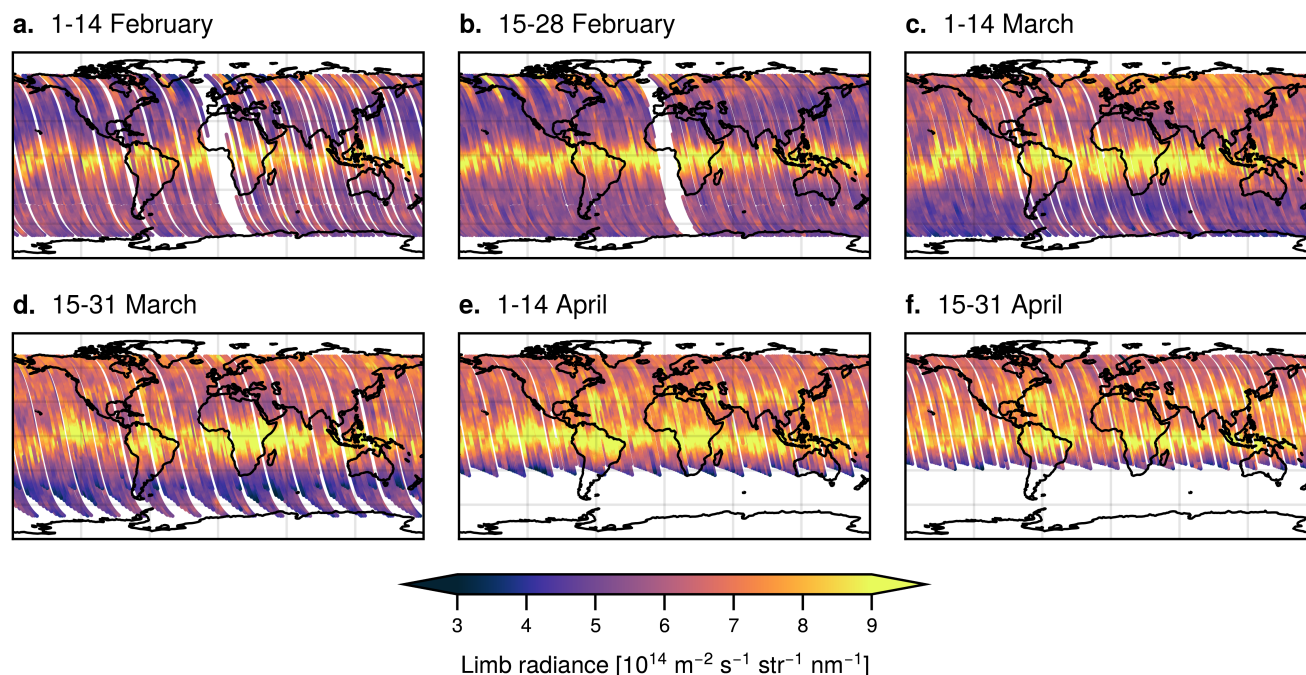 a. 1-14 February
b. 15-28 February
c. 1-14 March
d. 15-31 March
e. 1-14 April
f. 15-31 April
3 4 5 6 7 8 9
Limb radiance [10¹⁴ m⁻² s⁻¹ str⁻¹ nm⁻¹]